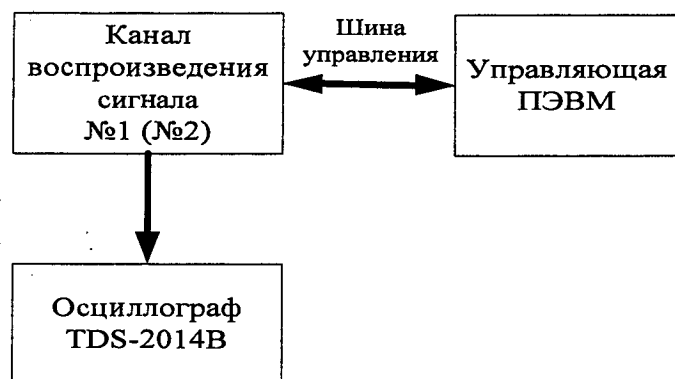 Канал
воспроизведения
сигнала
№1 (№2)
Шина
управления
Управляющая
ПЭВМ
Осциллограф
TDS-2014B